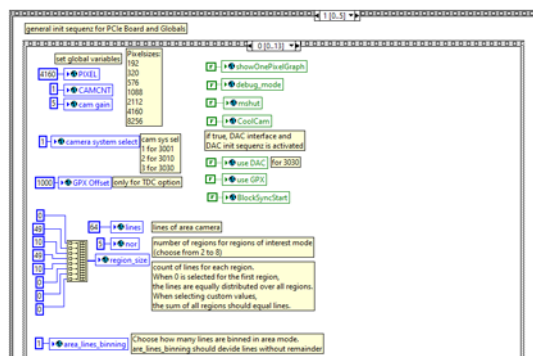 1 [0..5]
general init sequenz for PCIe Board and Globals
0 [0..13]
set global variables
Pixelsizes:
192
320
576
1088
2112
4160
8256
4160 PIXEL
1 CAMCNT
5 cam gain
F showOnePixelGraph
F debug_mode
F mshut
F CoolCam
if true, DAC interface and
DAC init sequenz is activated
1 camera system select
cam sys sel
1 for 3001
2 for 3010
3 for 3030
F use DAC for 3030
F use GPX
F BlockSyncStart
1000 GPX Offset only for TDC option
0
49
10
49
10
0
0
0
64 lines lines of area camera
5 nor
number of regions for regions of interest mode
(choose from 2 to 8)
region_size
count of lines for each region.
When 0 is selected for the first region,
the lines are equally distributed over all regions.
When selecting custom values,
the sum of all regions should equal lines.
1 area_lines_binning
Choose how many lines are binned in area mode.
are_lines_binning should devide lines without remainder